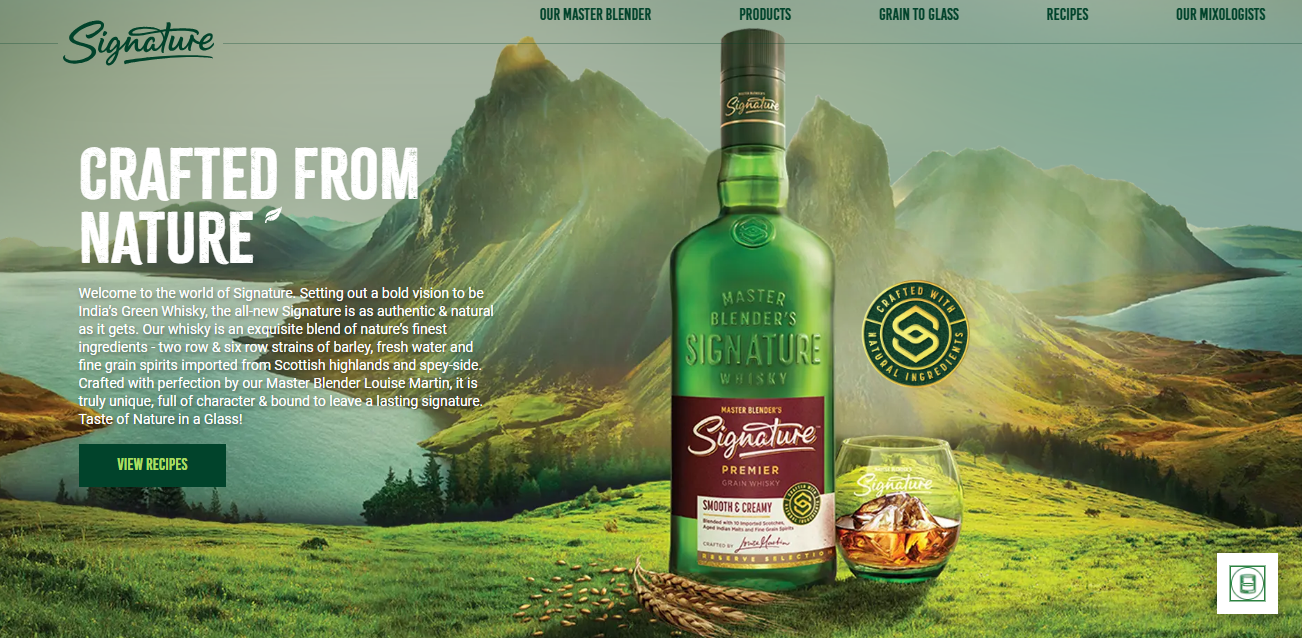 OUR MASTER BLENDER
PRODUCTS
GRAIN TO GLASS
RECIPES
OUR MIXOLOGISTS
Signature
CRAFTED FROM
NATURE
Welcome to the world of Signature. Setting out a bold vision to be
India's Green Whisky, the all-new Signature is as authentic & natural
as it gets. Our whisky is an exquisite blend of nature's finest
ingredients - two row & six row strains of barley, fresh water and
fine grain spirits imported from Scottish highlands and spey-side.
Crafted with perfection by our Master Blender Louise Martin, it is
truly unique, full of character & bound to leave a lasting signature.
Taste of Nature in a Glass!
VIEW RECIPES
MASTER BLENDER'S
Signature
MASTER
BLENDER'S
SIGNATURE
WHISKY
MASTER BLENDER'S
Signature
PREMIER
GRAIN WHISKY
SMOOTH & CREAMY
Blended with 10 Imported Scotches,
Aged Indian Malts and Fine Grain Spirits
CRAFTED BY Louise Martin
RESERVE SELECTION
CRAFTED WITH
NATURAL INGREDIENTS
MASTER BLENDER'S
Signature